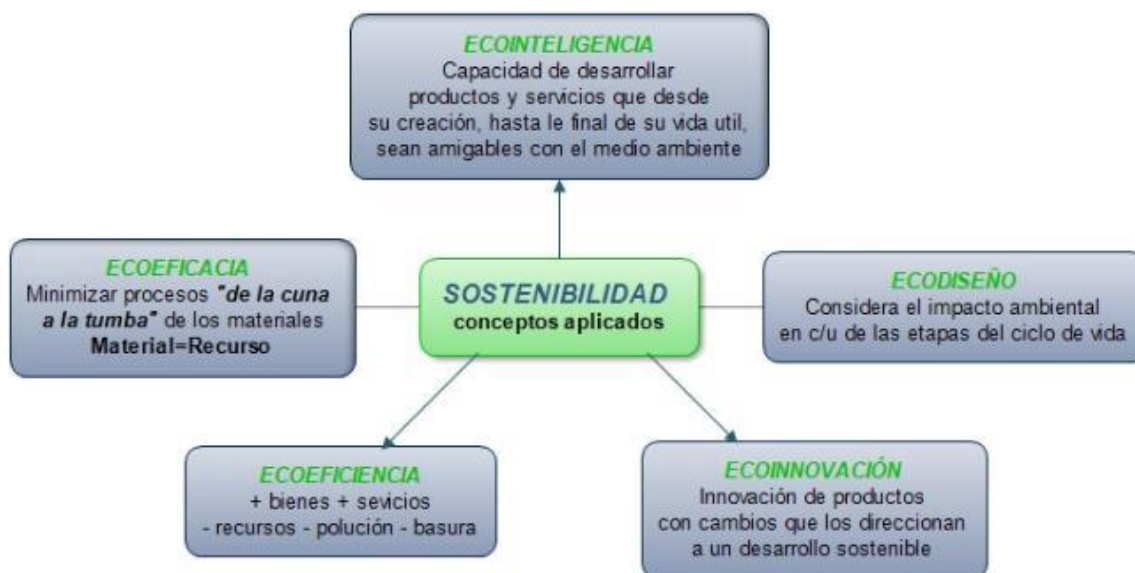 ECOINTELIGENCIA
Capacidad de desarrollar
productos y servicios que desde
su creación, hasta le final de su vida util,
sean amigables con el medio ambiente
ECOEFICACIA
Minimizar procesos "de la cuna
a la tumba" de los materiales
Material=Recurso
SOSTENIBILIDAD
conceptos aplicados
ECODISEÑO
Considera el impacto ambiental
en c/u de las etapas del ciclo de vida
ECOEFICIENCIA
+ bienes + sevicios
- recursos - polución - basura
ECOINNOVACIÓN
Innovación de productos
con cambios que los direccionan
a un desarrollo sostenible